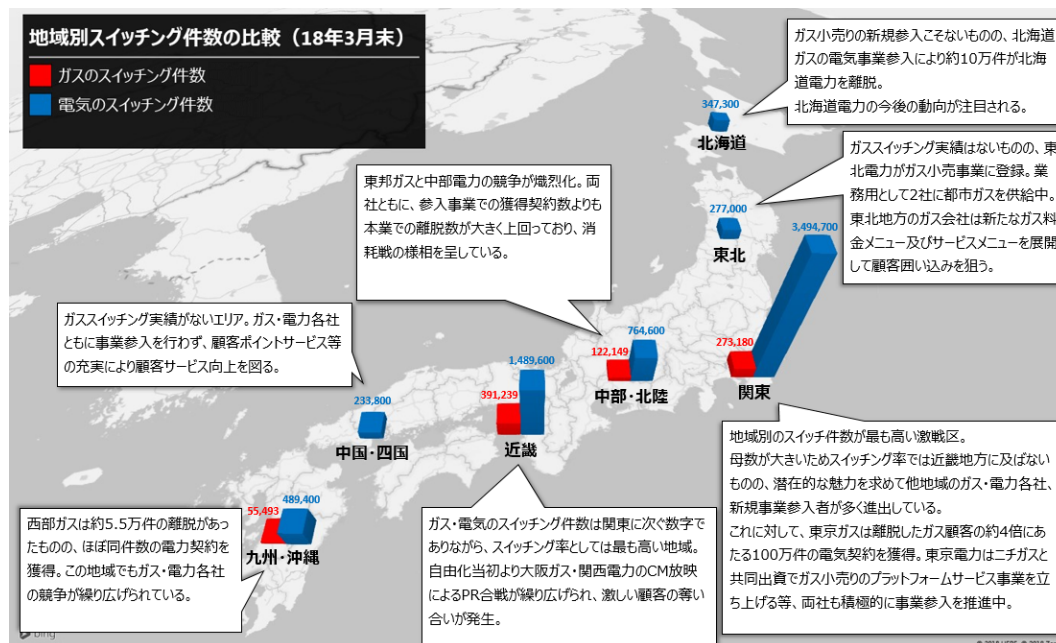 地域別スイッチング件数の比較（18年3月末）
ガスのスイッチング件数
電気のスイッチング件数
ガス小売りの新規参入こそないものの、北海道
ガスの電気事業参入により約10万件が北海
道電力を離脱。
北海道電力の今後の動向が注目される。
347,300
北海道
ガススイッチング実績はないものの、東
北電力がガス小売事業に登録。業
務用として2社に都市ガスを供給中。
東北地方のガス会社は新たなガス料
金メニュー及びサービスメニューを展開
して顧客囲い込みを狙う。
277,000
東北
東邦ガスと中部電力の競争が熾烈化。両
社ともに、参入事業での獲得契約数よりも
本業での離脱数が大きく上回っており、消
耗戦の様相を呈している。
3,494,700
273,180
関東
764,600
122,149
中部・北陸
ガススイッチング実績がないエリア。ガス・電力各社
ともに事業参入を行わず、顧客ポイントサービス等
の充実により顧客サービス向上を図る。
1,489,600
391,239
近畿
233,800
中国・四国
地域別のスイッチ件数が最も高い激戦区。
母数が大きいためスイッチング率では近畿地方に及ばない
ものの、潜在的な魅力を求めて他地域のガス・電力各社、
新規事業参入者が多く進出している。
これに対して、東京ガスは離脱したガス顧客の約4倍にあ
たる100万件の電気契約を獲得。東京電力はニチガスと
共同出資でガス小売りのプラットフォームサービス事業を立
ち上げる等、両社も積極的に事業参入を推進中。
489,400
55,493
九州・沖縄
西部ガスは約5.5万件の離脱があっ
たものの、ほぼ同件数の電力契約を
獲得。この地域でもガス・電力各社
の競争が繰り広げられている。
ガス・電気のスイッチング件数は関東に次ぐ数字で
ありながら、スイッチング率としては最も高い地域。
自由化当初より大阪ガス・関西電力のCM放映
によるPR合戦が繰り広げられ、激しい顧客の奪い
合いが発生。
bing